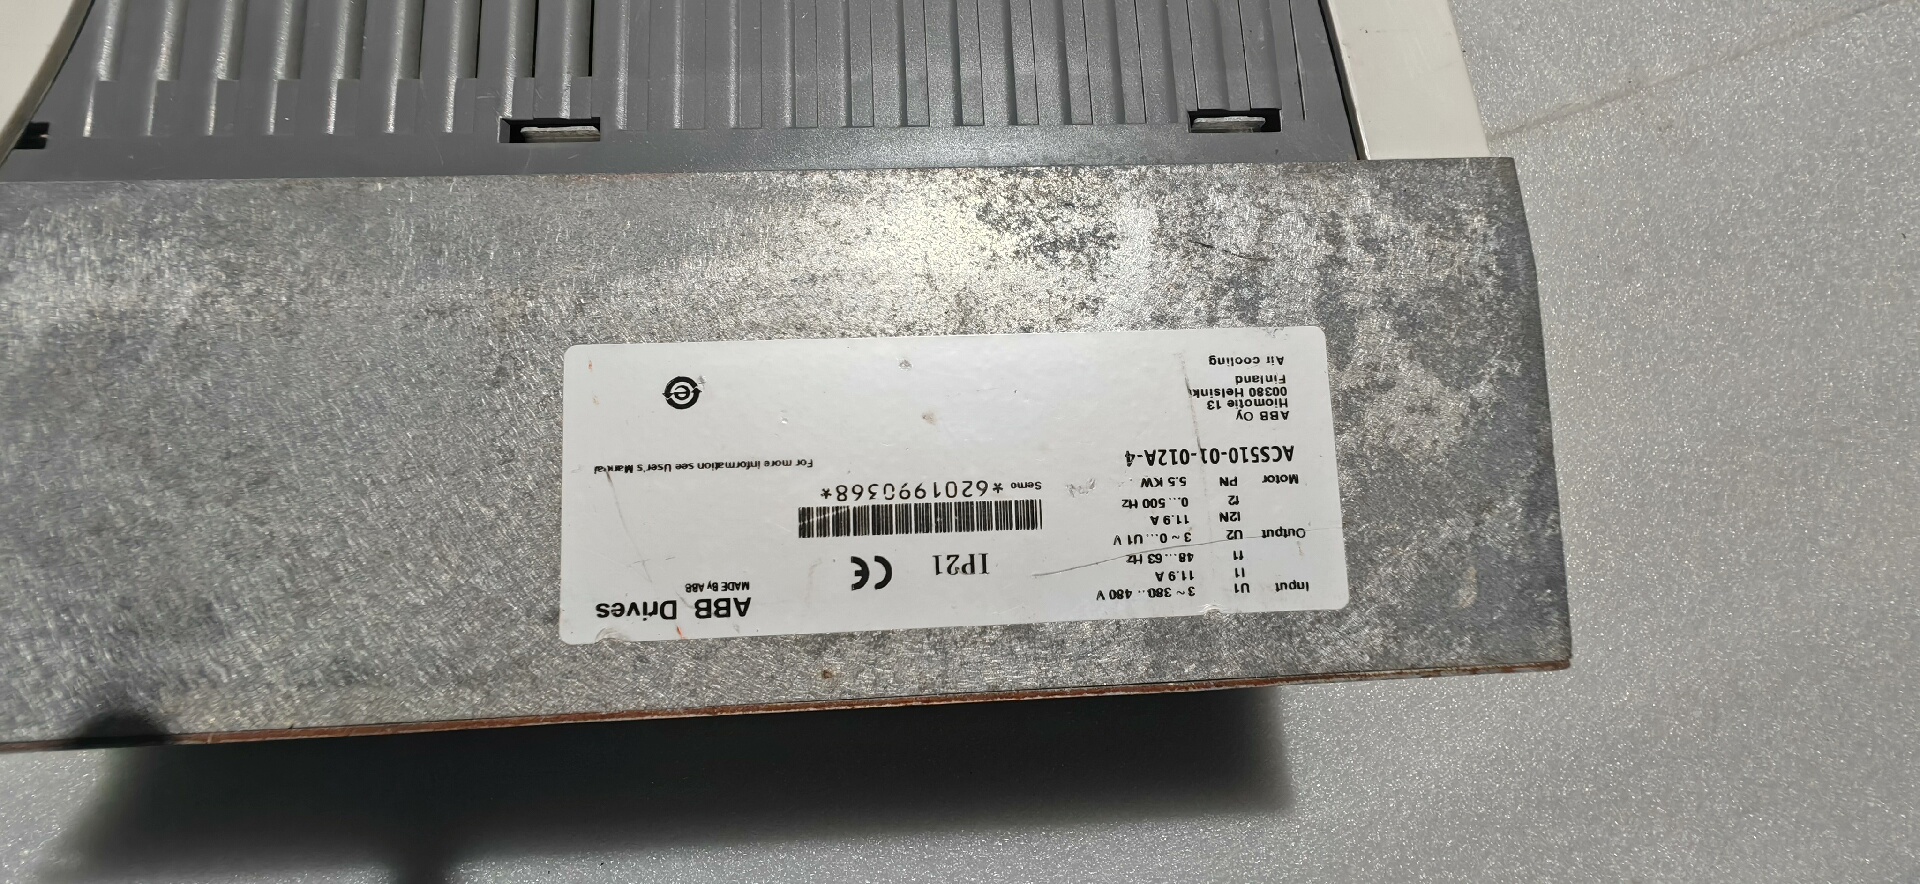 ABB Drives
MADE By ABB
Input U1 3 ~ 380... 480 V
I1 11.9 A
f1 48...63 Hz
Output U2 3 ~ 0...U1 V
I2N 11.9 A
f2 0...500 Hz
Motor PN 5.5 KW
ACS510-01-012A-4
IP21
CE
Serno *6201990368*
For more information see User's Manual
ABB Oy
Hiomotie 13
00380 Helsinki
Finland
Air cooling
e